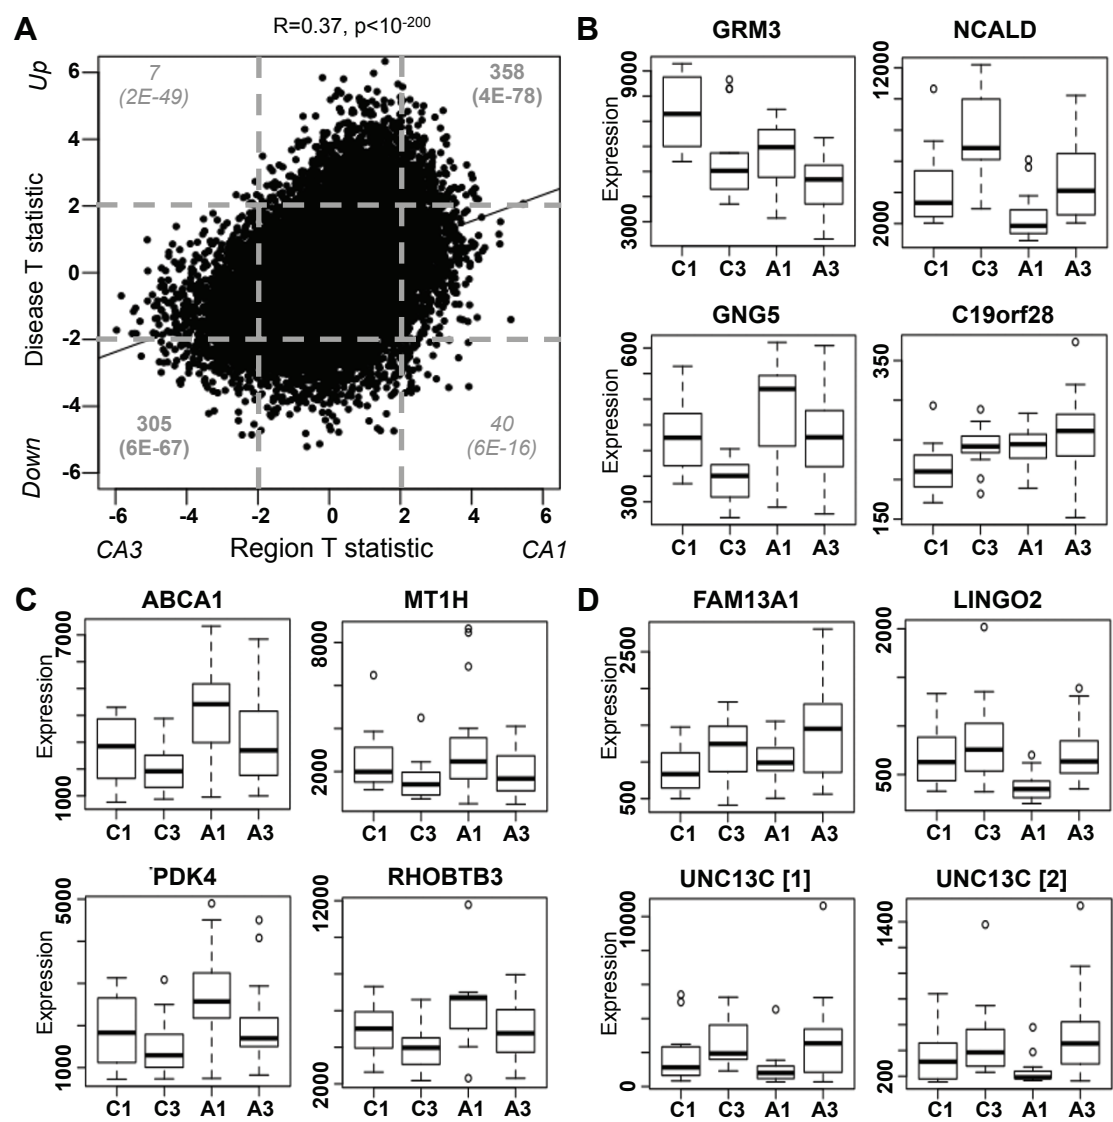 A
R=0.37, p<10-200
Up
Disease T statistic
Down
6
4
2
0
-2
-4
-6
7
(2E-49)
358
(4E-78)
305
(6E-67)
40
(6E-16)
-6 -4 -2 0 2 4 6
CA3 Region T statistic CA1
B
GRM3
Expression
9000
3000
C1 C3 A1 A3
NCALD
12000
2000
C1 C3 A1 A3
GNG5
Expression
600
300
C1 C3 A1 A3
C19orf28
350
150
C1 C3 A1 A3
C
ABCA1
Expression
7000
1000
C1 C3 A1 A3
MT1H
8000
2000
C1 C3 A1 A3
PDK4
Expression
5000
1000
C1 C3 A1 A3
RHOBTB3
12000
2000
C1 C3 A1 A3
D
FAM13A1
Expression
2500
500
C1 C3 A1 A3
LINGO2
2000
500
C1 C3 A1 A3
UNC13C [1]
Expression
10000
0
C1 C3 A1 A3
UNC13C [2]
1400
200
C1 C3 A1 A3